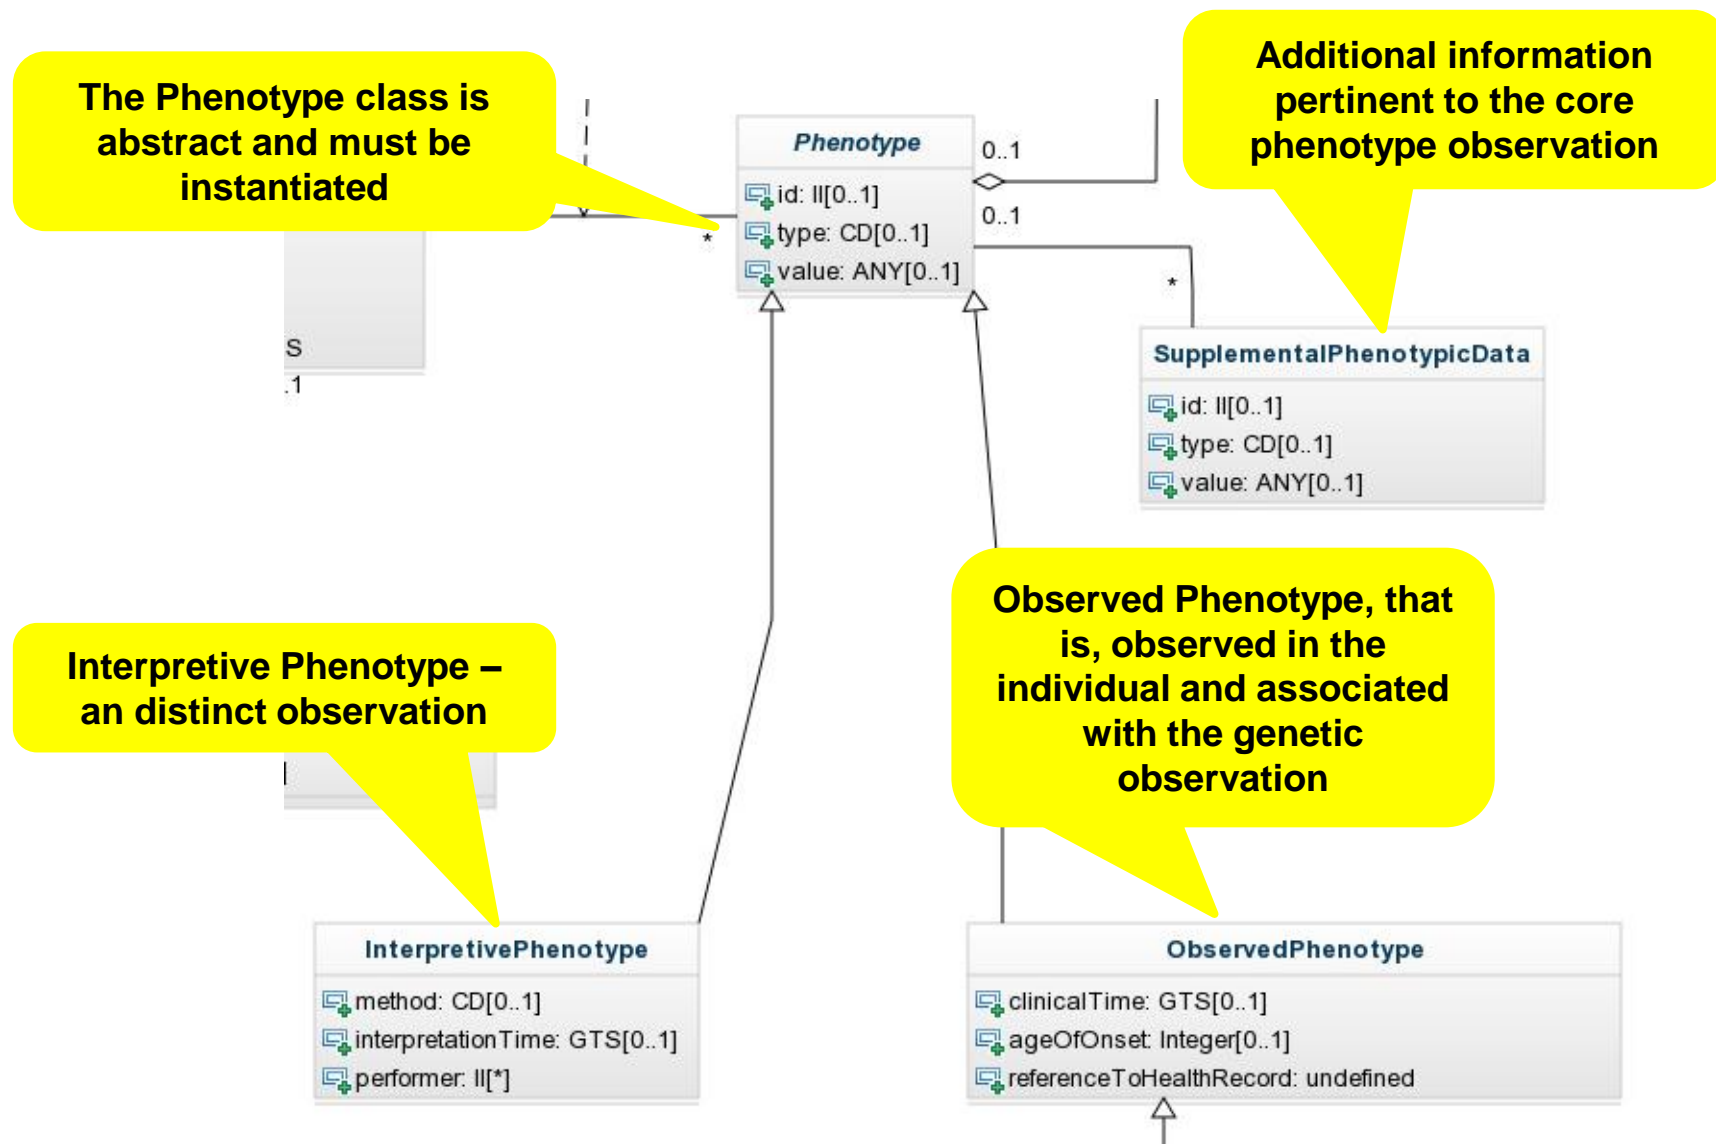 The Phenotype class is
abstract and must be
instantiated
Additional information
pertinent to the core
phenotype observation
Phenotype
id: II[0..1]
type: CD[0..1]
value: ANY[0..1]
0..1
0..1
*
*
S
.1
SupplementalPhenotypicData
id: II[0..1]
type: CD[0..1]
value: ANY[0..1]
Interpretive Phenotype –
an distinct observation
Observed Phenotype, that
is, observed in the
individual and associated
with the genetic
observation
InterpretivePhenotype
method: CD[0..1]
interpretationTime: GTS[0..1]
performer: II[*]
ObservedPhenotype
clinicalTime: GTS[0..1]
ageOfOnset: Integer[0..1]
referenceToHealthRecord: undefined